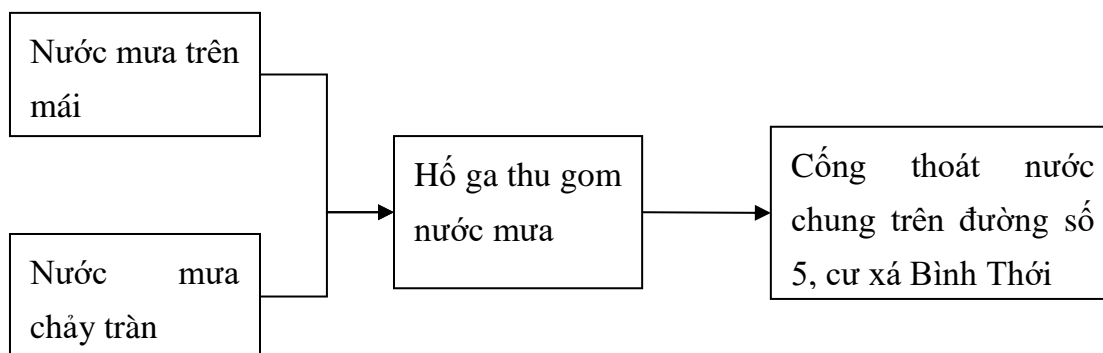 Nước mưa trên
mái
Nước mưa
chảy tràn
Hố ga thu gom
nước mưa
Cống thoát nước
chung trên đường số
5, cư xá Bình Thới